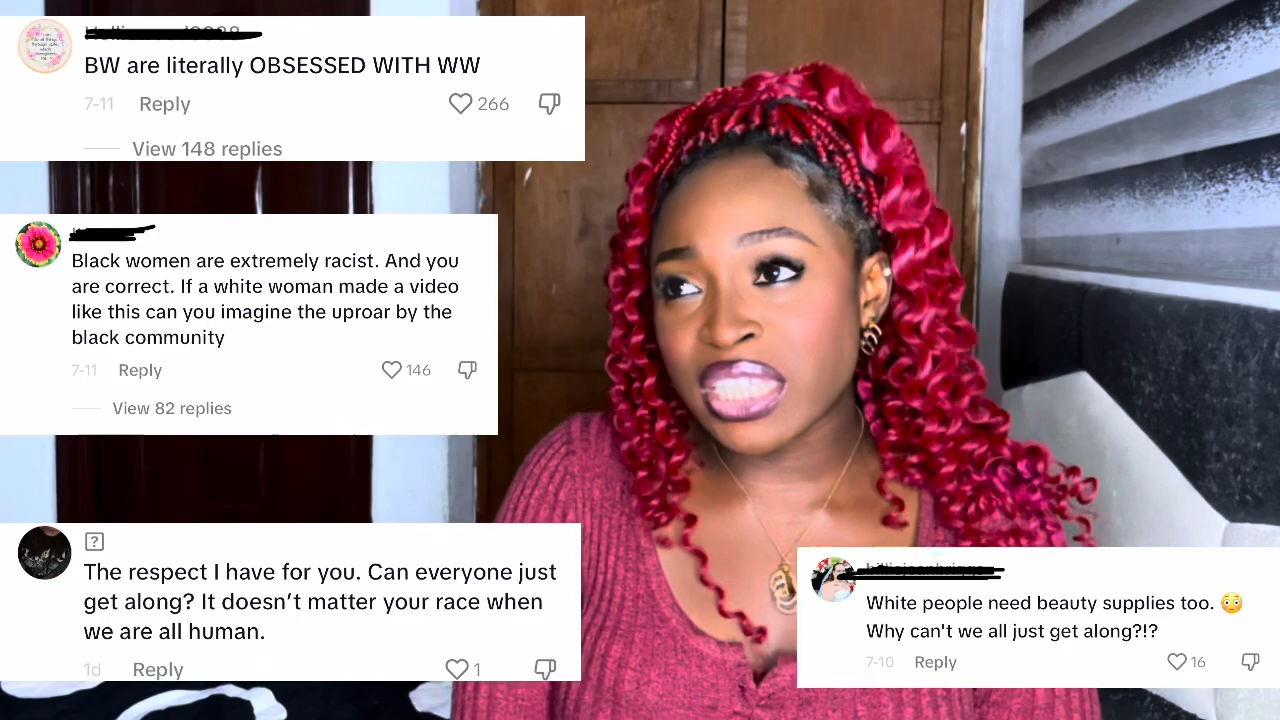 BW are literally OBSESSED WITH WW
7-11 Reply 266
View 148 replies
Black women are extremely racist. And you
are correct. If a white woman made a video
like this can you imagine the uproar by the
black community
7-11 Reply 146
View 82 replies
?
The respect I have for you. Can everyone just
get along? It doesn't matter your race when
we are all human.
1d Reply 1
White people need beauty supplies too. 😳
Why can't we all just get along?!?
7-10 Reply 16